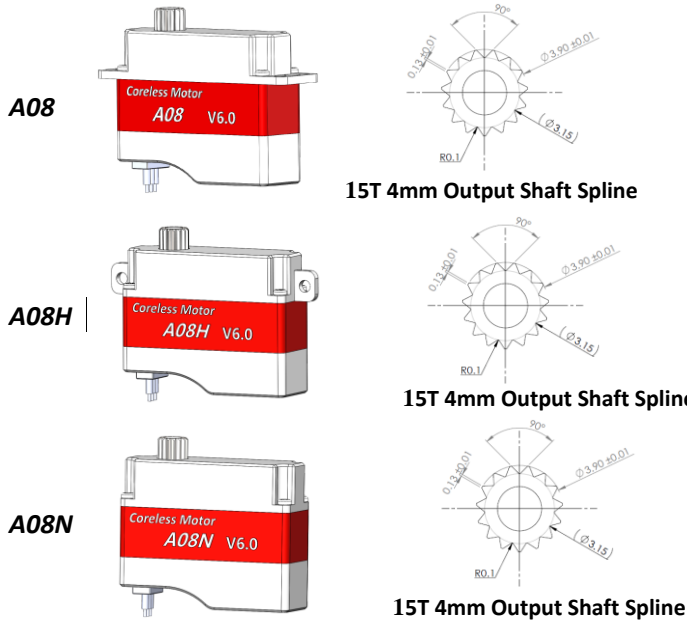 A08
Coreless Motor
A08 V6.0
90°
0.13 ±0.01
Ø3.90 ±0.01
(Ø3.15)
R0.1
15T 4mm Output Shaft Spline
A08H
Coreless Motor
A08H V6.0
90°
0.13 ±0.01
Ø3.90 ±0.01
(Ø3.15)
R0.1
15T 4mm Output Shaft Spline
A08N
Coreless Motor
A08N V6.0
90°
0.13 ±0.01
Ø3.90 ±0.01
(Ø3.15)
R0.1
15T 4mm Output Shaft Spline